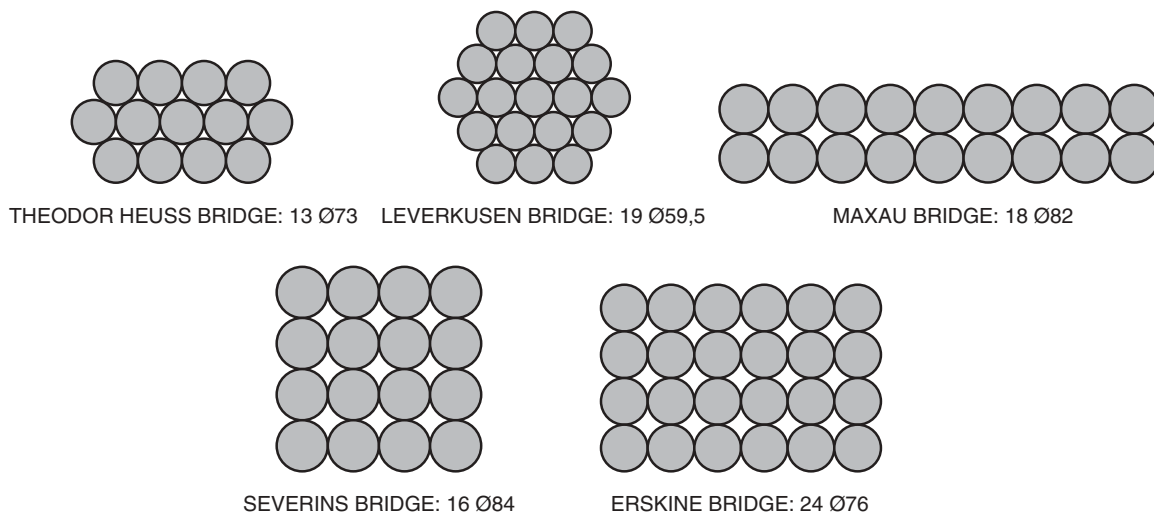 THEODOR HEUSS BRIDGE: 13 Ø73
LEVERKUSEN BRIDGE: 19 Ø59,5
MAXAU BRIDGE: 18 Ø82
SEVERINS BRIDGE: 16 Ø84
ERSKINE BRIDGE: 24 Ø76